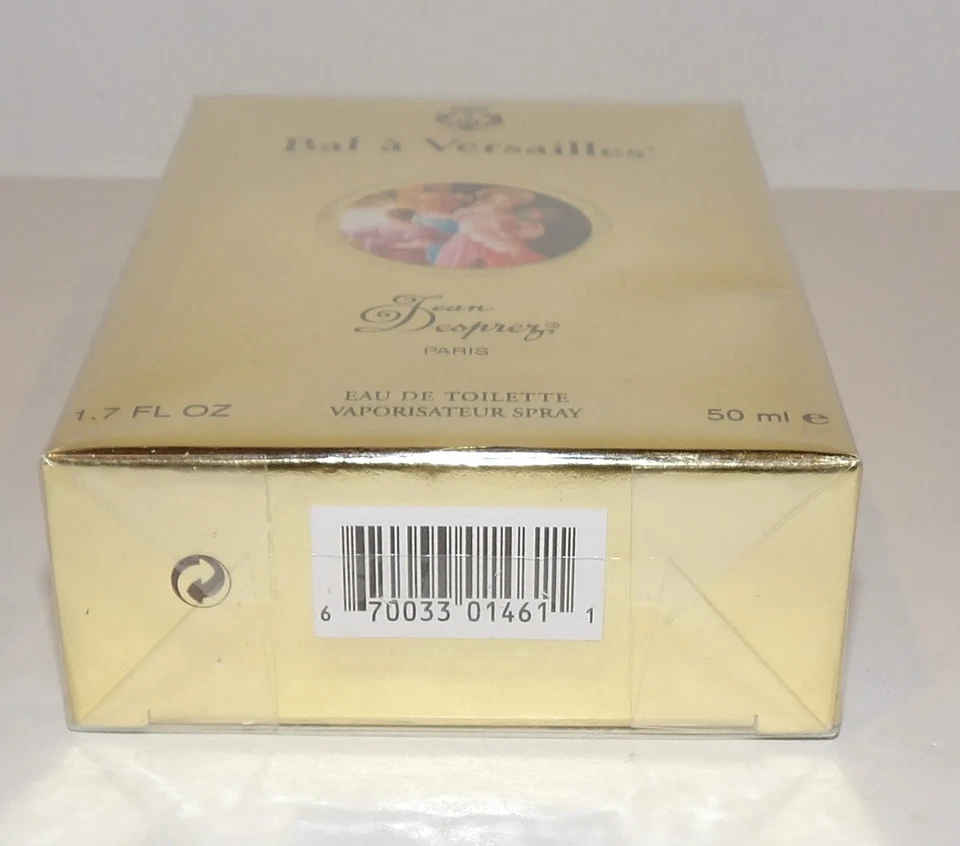 Bal à Versailles
Jean
Desprez®
PARIS
EAU DE TOILETTE
VAPORISATEUR SPRAY
1.7 FL OZ
50 ml ℮
6 70033 01461 1